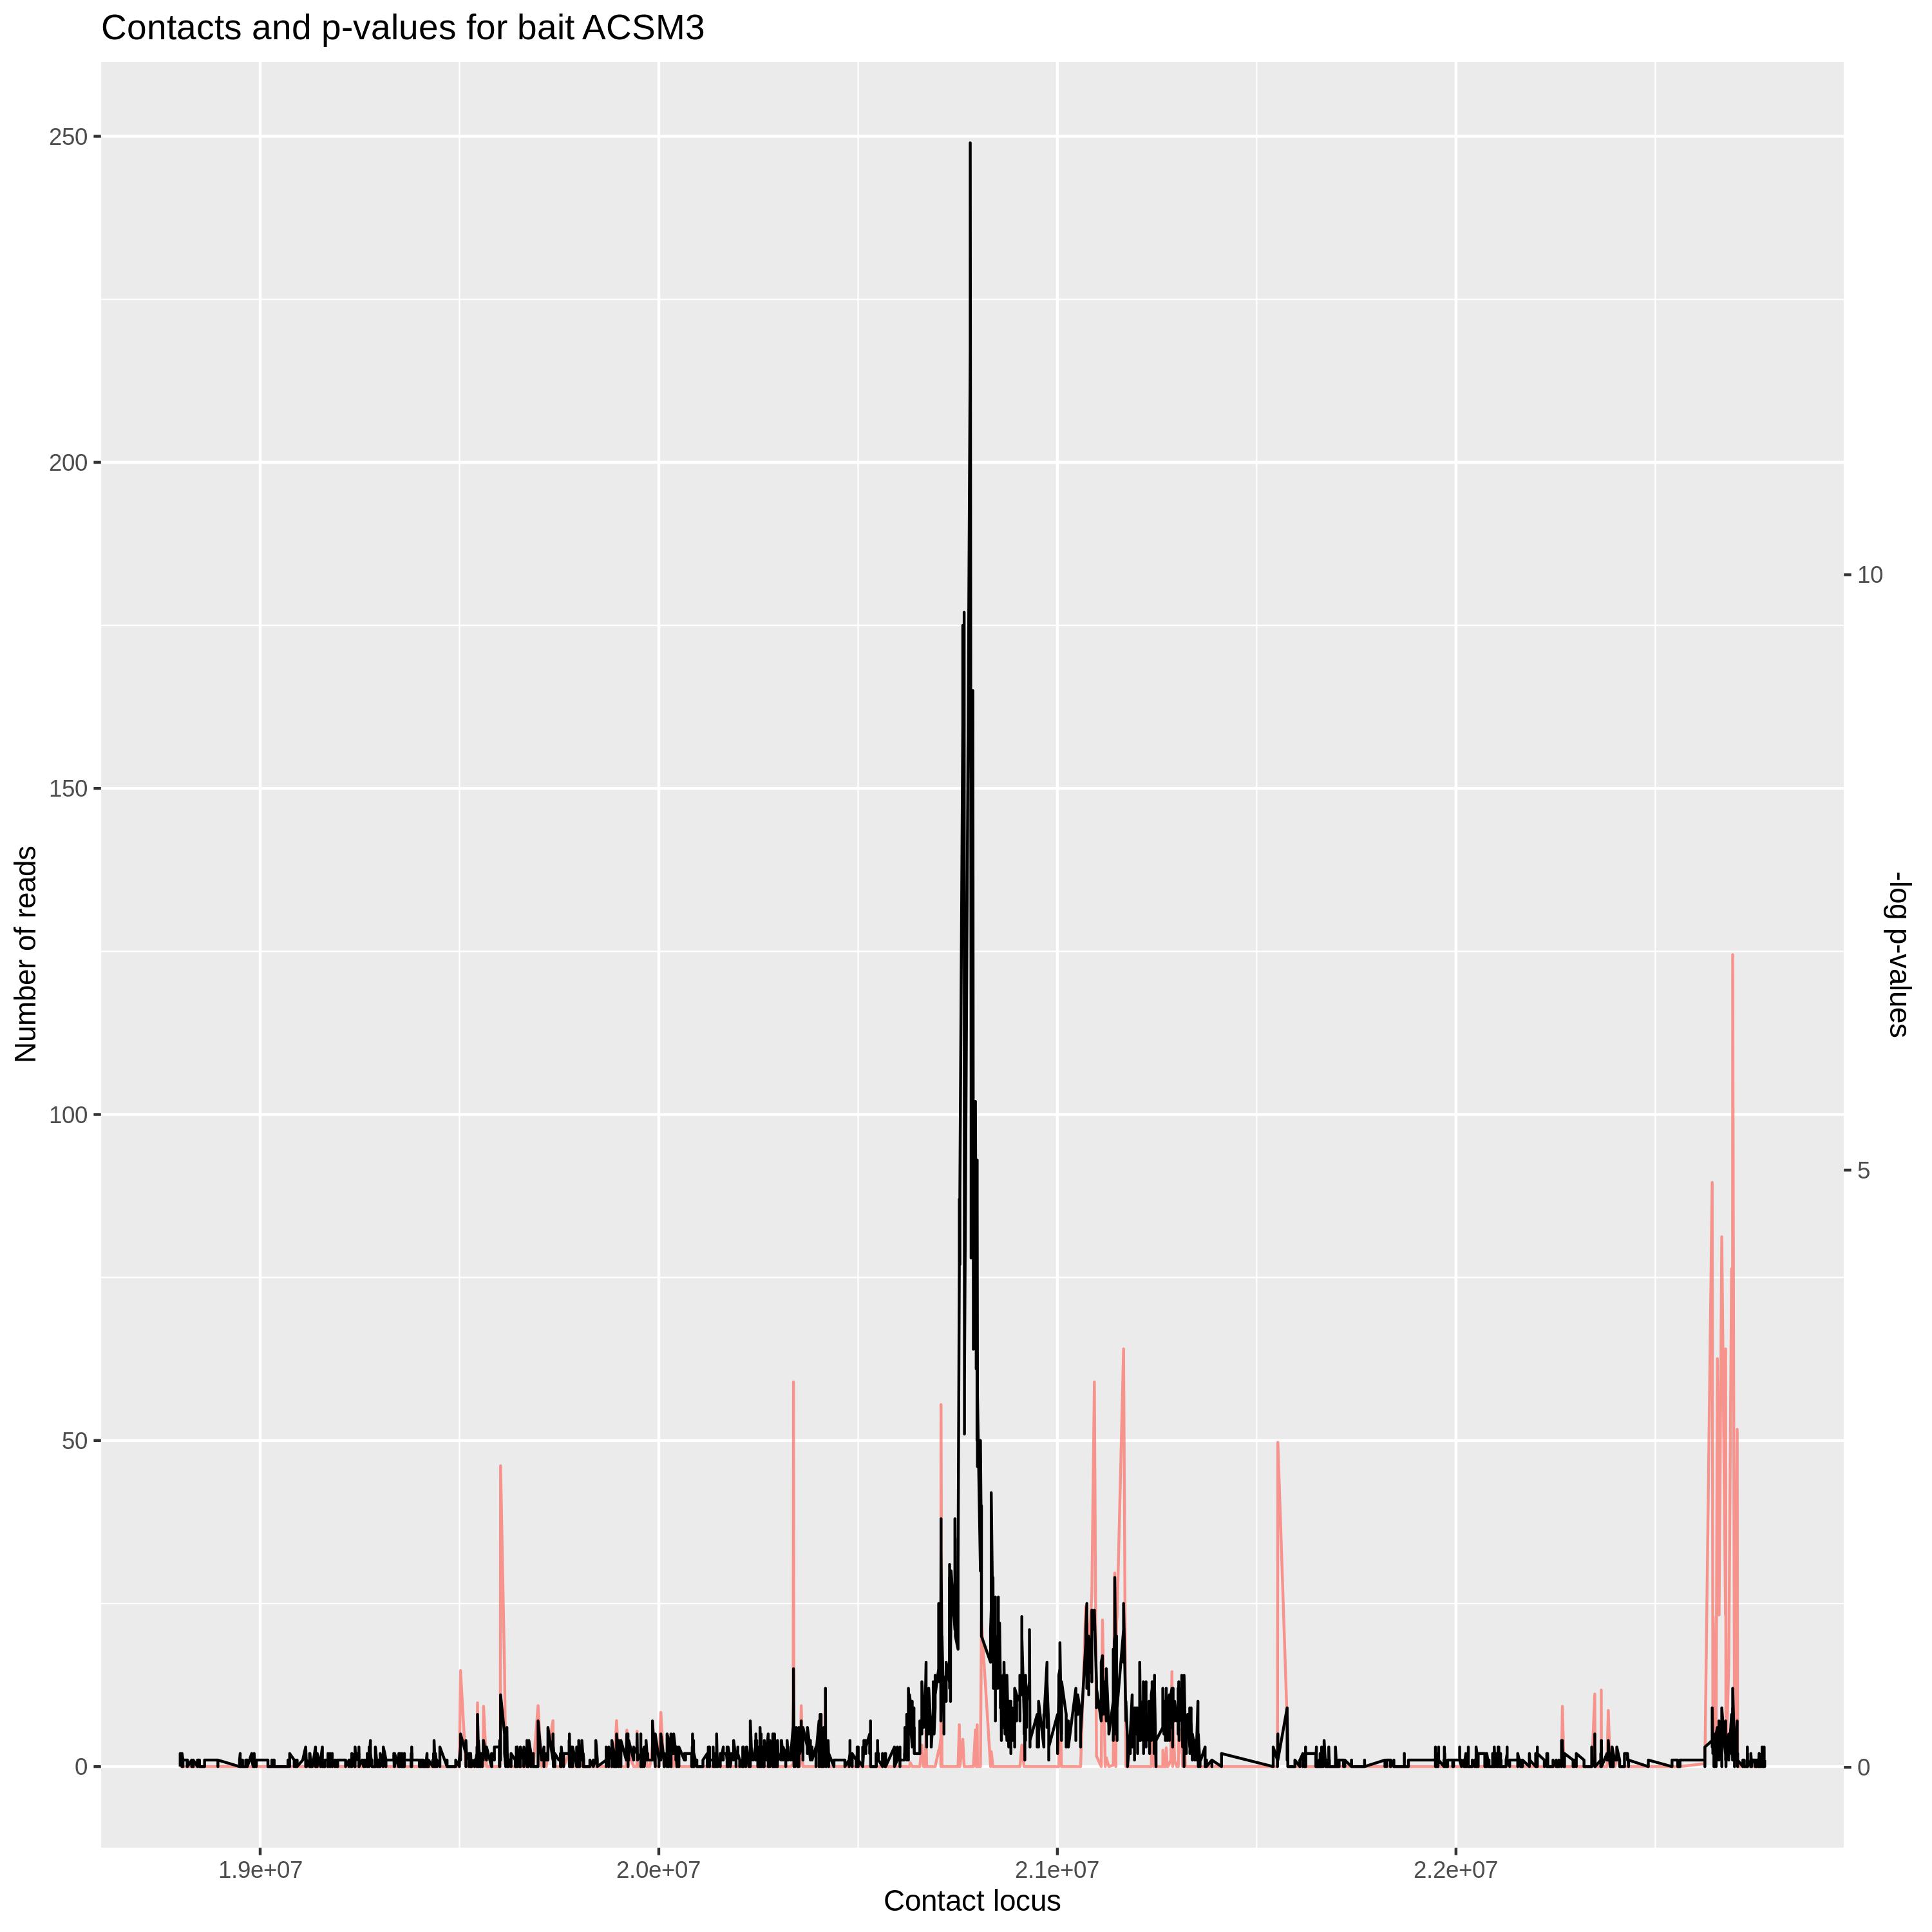 Contacts and p-values for bait ACSM3
250
200
150
100
50
0
Number of reads
10
5
0
-log p-values
1.9e+07
2.0e+07
2.1e+07
2.2e+07
Contact locus